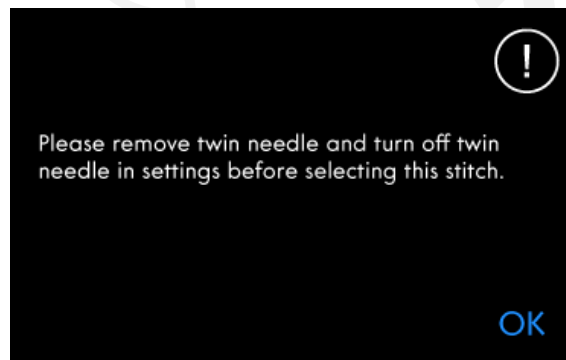 !
Please remove twin needle and turn off twin
needle in settings before selecting this stitch.
OK